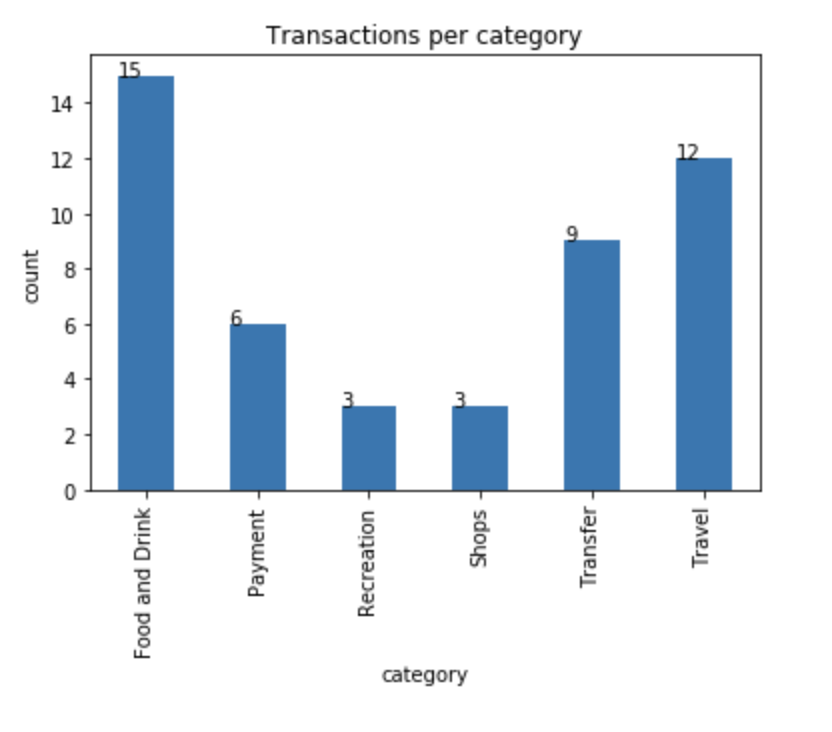 Transactions per category
15
14
12
12
10
9
8
6
6
4
3
3
2
0
count
Food and Drink
Payment
Recreation
Shops
Transfer
Travel
category